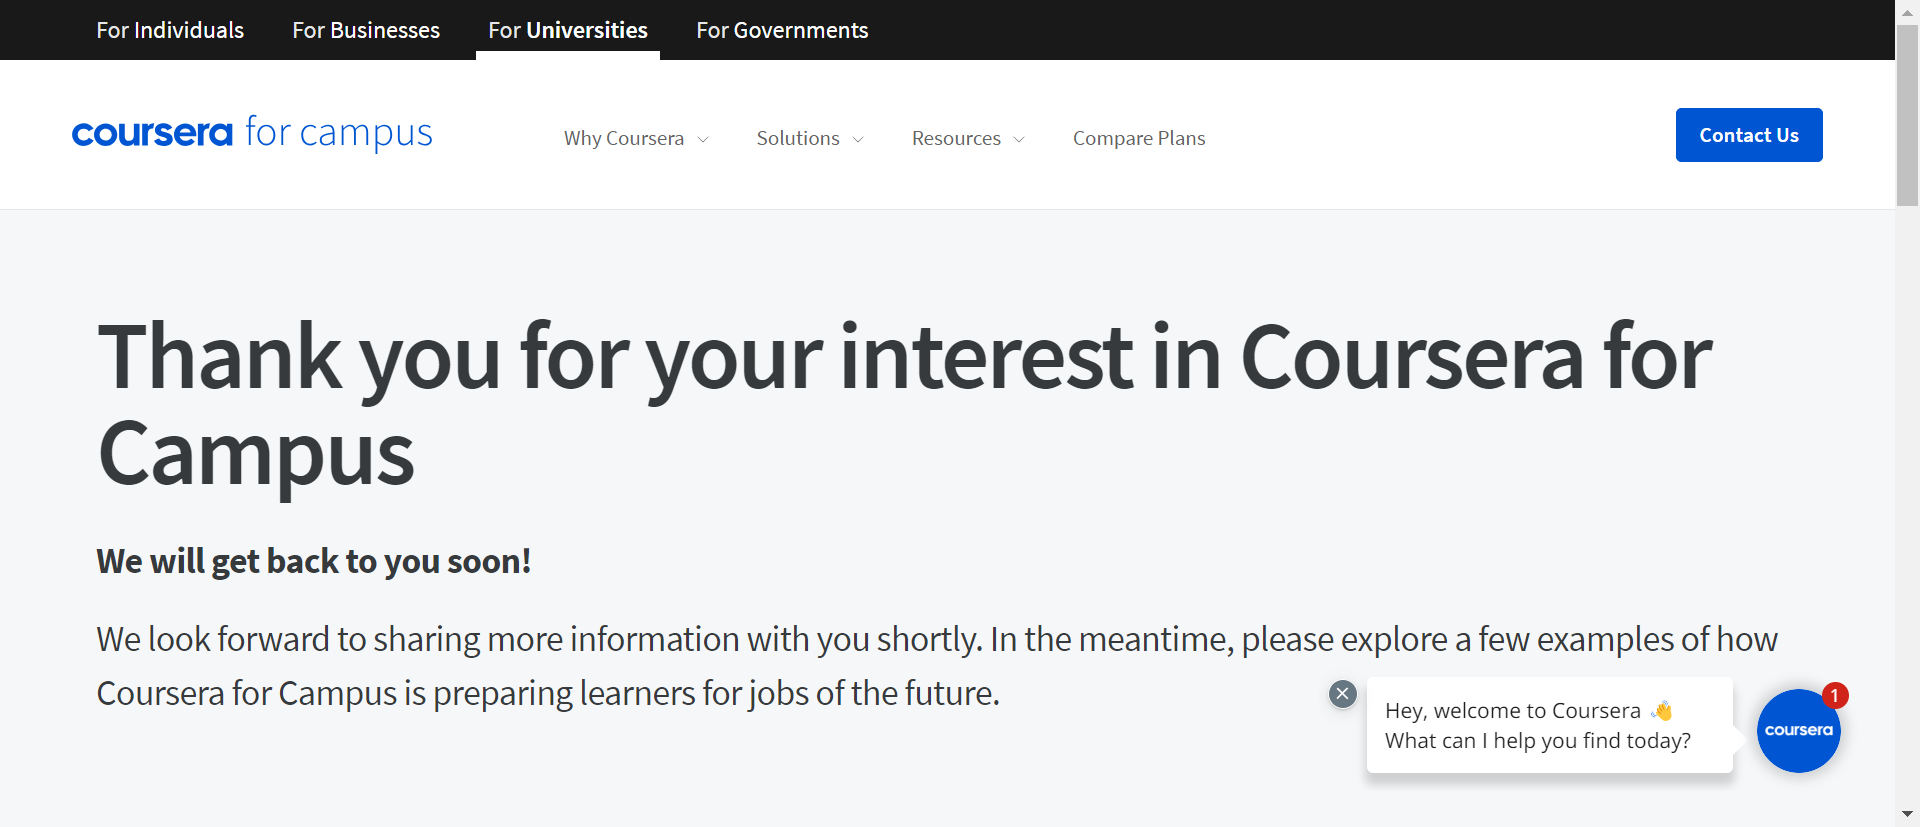 For Individuals For Businesses For Universities For Governments
coursera for campus Why Coursera Solutions Resources Compare Plans Contact Us
Thank you for your interest in Coursera for
Campus
We will get back to you soon!
We look forward to sharing more information with you shortly. In the meantime, please explore a few examples of how
Coursera for Campus is preparing learners for jobs of the future.
Hey, welcome to Coursera 👋
What can I help you find today?
1
coursera